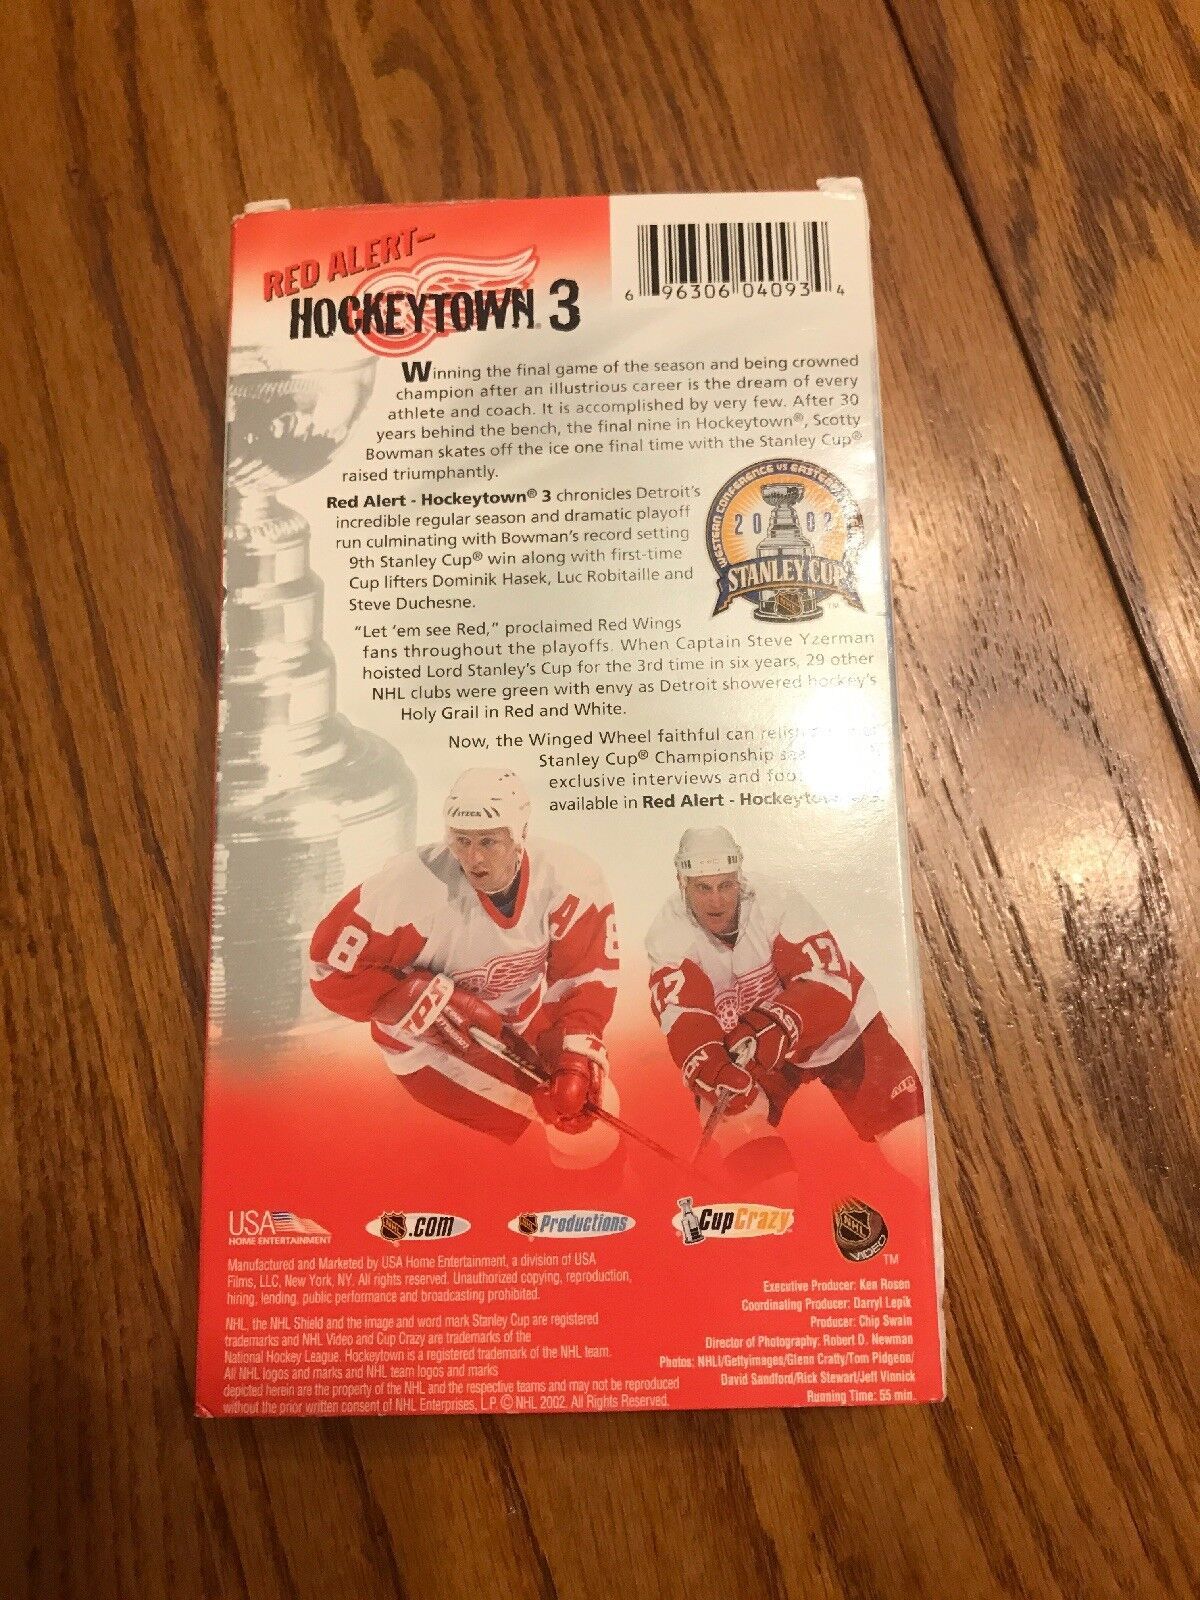 RED ALERT–
HOCKEYTOWN® 3
6 96306 04093 4
Winning the final game of the season and being crowned
champion after an illustrious career is the dream of every
athlete and coach. It is accomplished by very few. After 30
years behind the bench, the final nine in Hockeytown®, Scotty
Bowman skates off the ice one final time with the Stanley Cup®
raised triumphantly.
Red Alert - Hockeytown® 3 chronicles Detroit's
incredible regular season and dramatic playoff
run culminating with Bowman's record setting
9th Stanley Cup® win along with first-time
Cup lifters Dominik Hasek, Luc Robitaille and
Steve Duchesne.
WESTERN CONFERENCE VS EASTERN
2002
STANLEY CUP
NHL
TM
"Let 'em see Red," proclaimed Red Wings
fans throughout the playoffs. When Captain Steve Yzerman
hoisted Lord Stanley's Cup for the 3rd time in six years, 29 other
NHL clubs were green with envy as Detroit showered hockey's
Holy Grail in Red and White.
Now, the Winged Wheel faithful can relish
Stanley Cup® Championship
exclusive interviews and
available in Red Alert - Hockeytown® 3.
8
A
8
17
17
USA
HOME ENTERTAINMENT
NHL.com
NHL Productions
CupCrazy
NHL
VIDEO
TM
Manufactured and Marketed by USA Home Entertainment, a division of USA
Films, LLC, New York, NY. All rights reserved. Unauthorized copying, reproduction,
hiring, lending, public performance and broadcasting prohibited.
NHL, the NHL Shield and the image and word mark Stanley Cup are registered
trademarks and NHL Video and Cup Crazy are trademarks of the
National Hockey League. Hockeytown is a registered trademark of the NHL team.
All NHL logos and marks and NHL team logos and marks
depicted herein are the property of the NHL and the respective teams and may not be reproduced
without the prior written consent of NHL Enterprises, L.P. © NHL 2002. All Rights Reserved.
Executive Producer: Ken Rosen
Coordinating Producer: Darryl Lepik
Producer: Chip Swain
Director of Photography: Robert D. Newman
Photos: NHLI/Gettyimages/Glenn Cratty/Tom Pidgeon/
David Sandford/Rick Stewart/Jeff Vinnick
Running Time: 55 min.